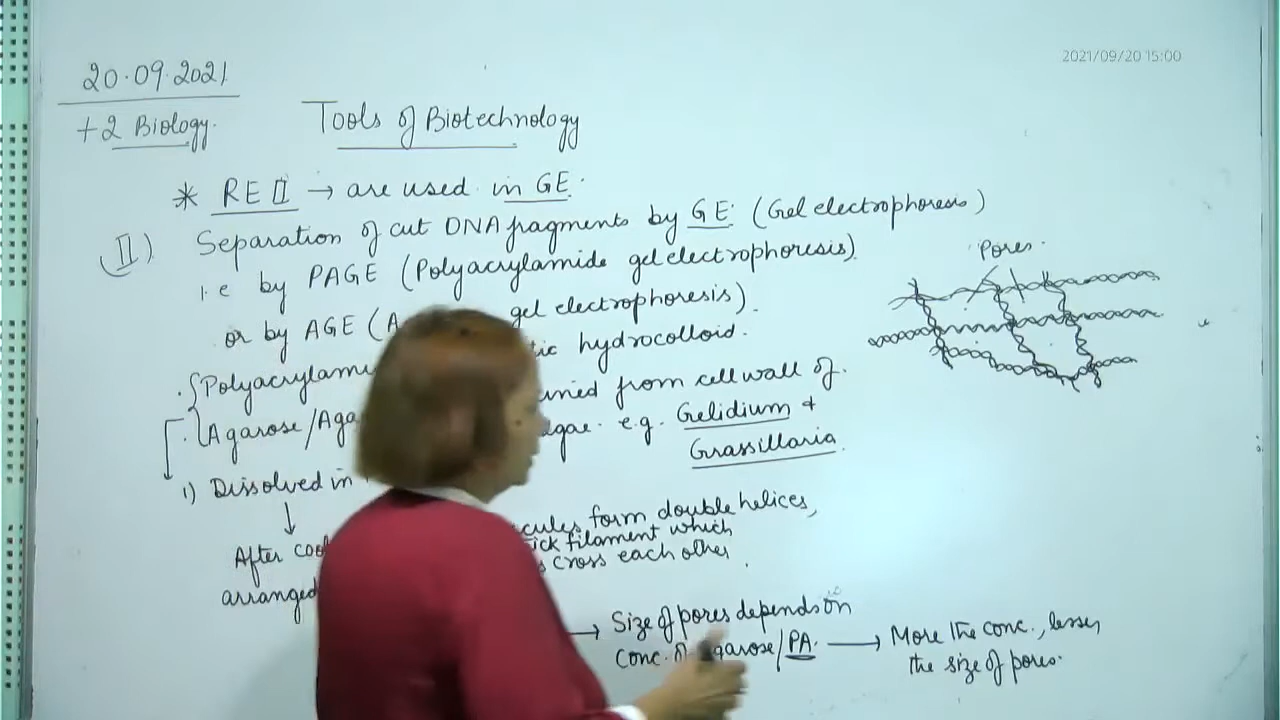 2021/09/20 15:00
20.09.2021
+2 Biology.
Tools of Biotechnology
* RE II → are used in GE.
II) Separation of cut DNA fragments by GE (Gel electrophoresis)
i.e by PAGE (Polyacrylamide gel electrophoresis).
or by AGE (A gel electrophoresis).
Polyacrylami tic hydrocolloid.
Agarose/Aga ined from cell wall of
gae. e.g. Gelidium +
Grassillaria.
1) Dissolved in
↓
After coo cules form double helices,
arranged ick filament which
s cross each other.
→ Size of pores depends on
Conc. of agarose/PA. → More the conc., lesser
the size of pores.
Pores.